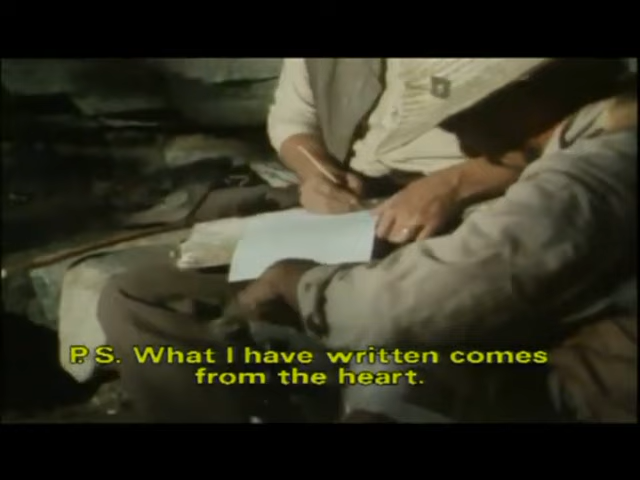 P.S. What I have written comes
from the heart.